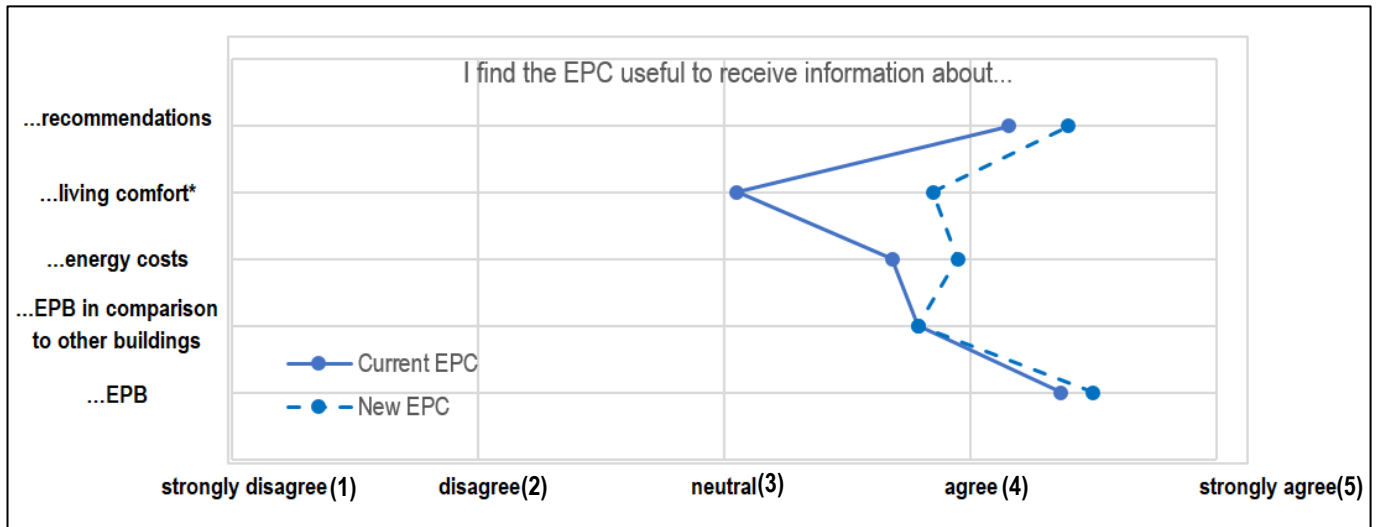 I find the EPC useful to receive information about...
...recommendations
...living comfort*
...energy costs
...EPB in comparison
to other buildings
...EPB
Current EPC
New EPC
strongly disagree(1) disagree(2) neutral(3) agree(4) strongly agree(5)